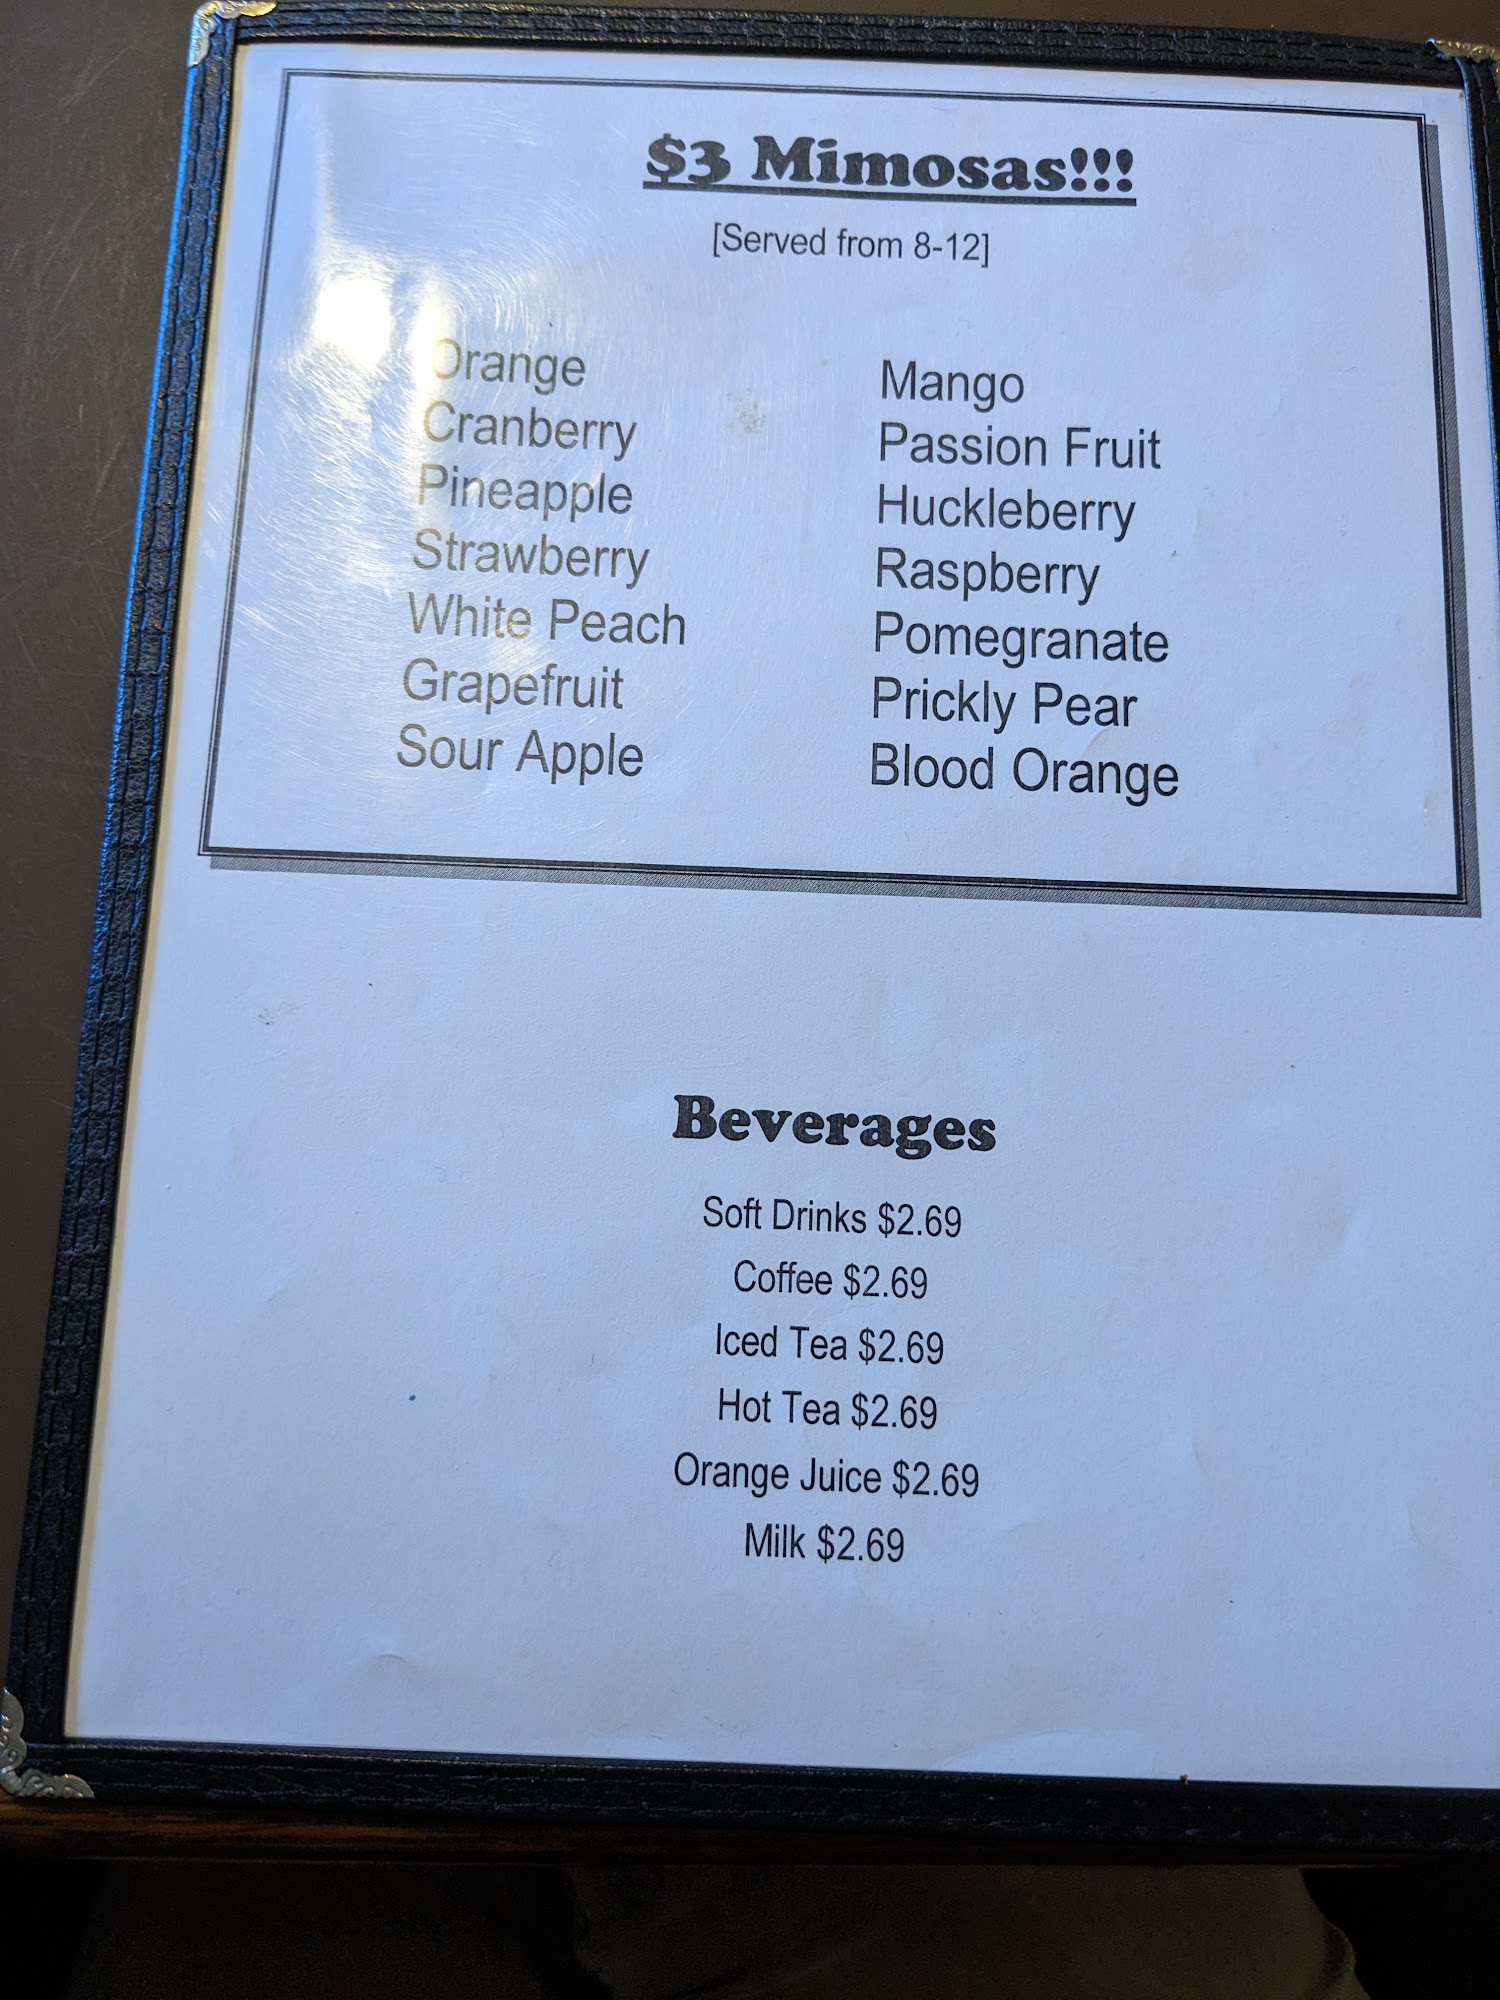 $3 Mimosas!!!
[Served from 8-12]
Orange
Cranberry
Pineapple
Strawberry
White Peach
Grapefruit
Sour Apple
Mango
Passion Fruit
Huckleberry
Raspberry
Pomegranate
Prickly Pear
Blood Orange
Beverages
Soft Drinks $2.69
Coffee $2.69
Iced Tea $2.69
Hot Tea $2.69
Orange Juice $2.69
Milk $2.69